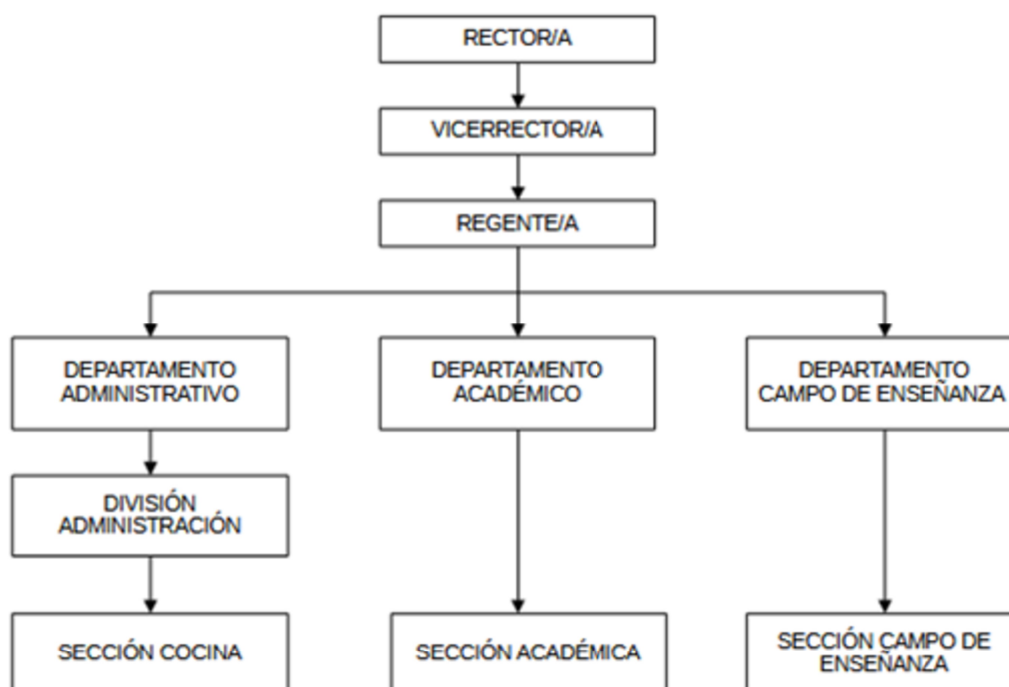 RECTOR/A
VICERRECTOR/A
REGENTE/A
DEPARTAMENTO
ADMINISTRATIVO
DEPARTAMENTO
ACADÉMICO
DEPARTAMENTO
CAMPO DE ENSEÑANZA
DIVISIÓN
ADMINISTRACIÓN
SECCIÓN COCINA
SECCIÓN ACADÉMICA
SECCIÓN CAMPO DE
ENSEÑANZA